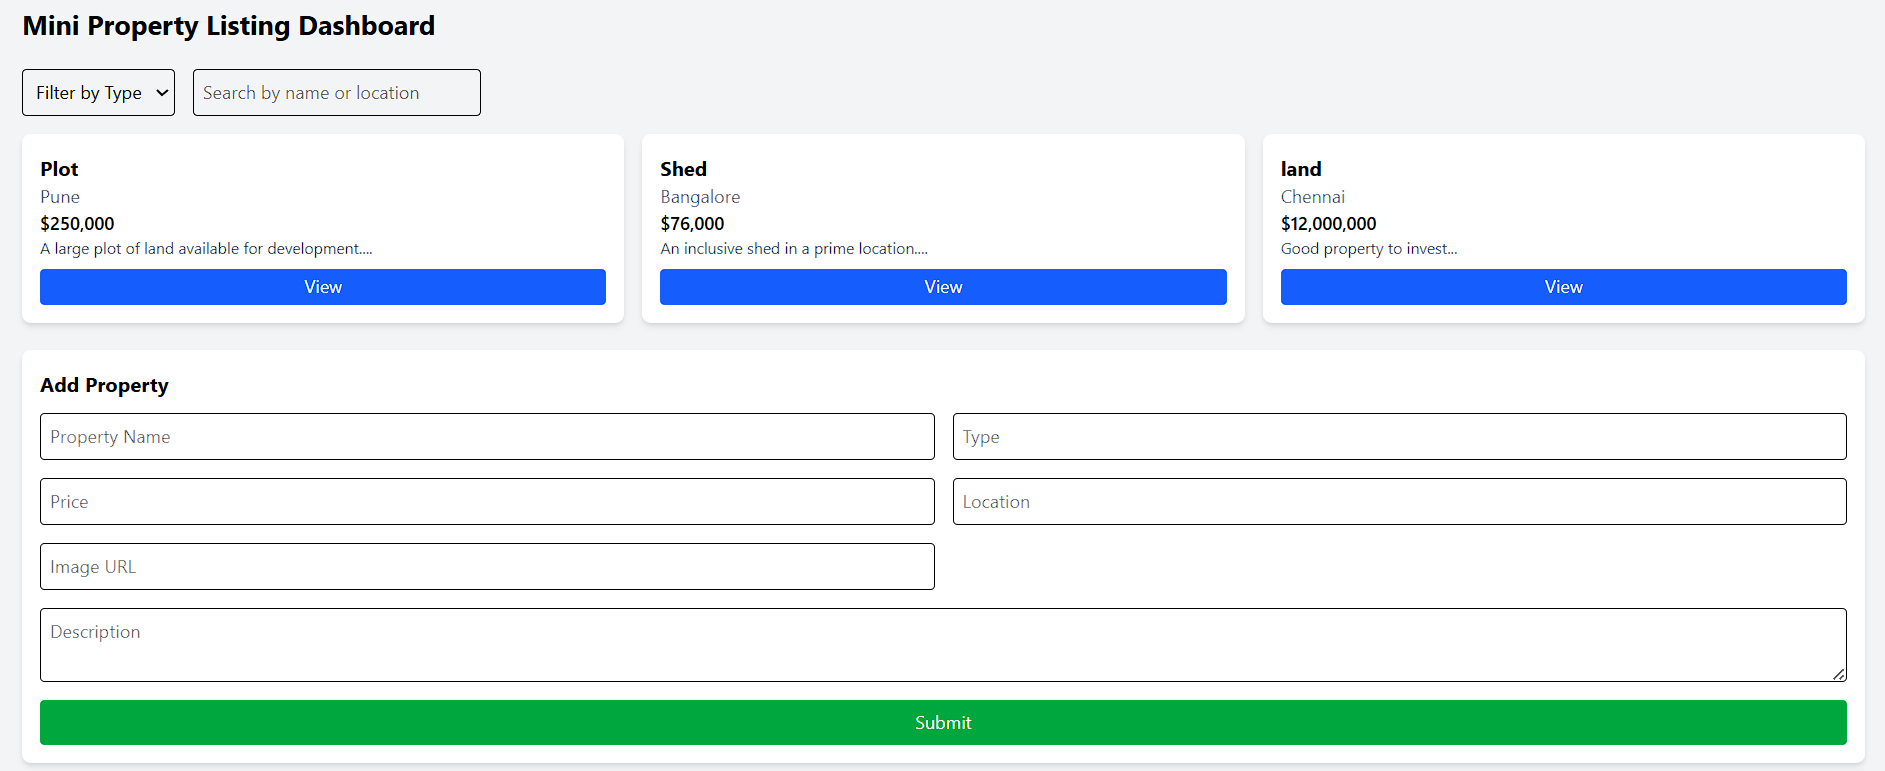 Mini Property Listing Dashboard
Filter by Type
Search by name or location
Plot
Pune
$250,000
A large plot of land available for development....
View
Shed
Bangalore
$76,000
An inclusive shed in a prime location....
View
land
Chennai
$12,000,000
Good property to invest...
View
Add Property
Property Name
Type
Price
Location
Image URL
Description
Submit